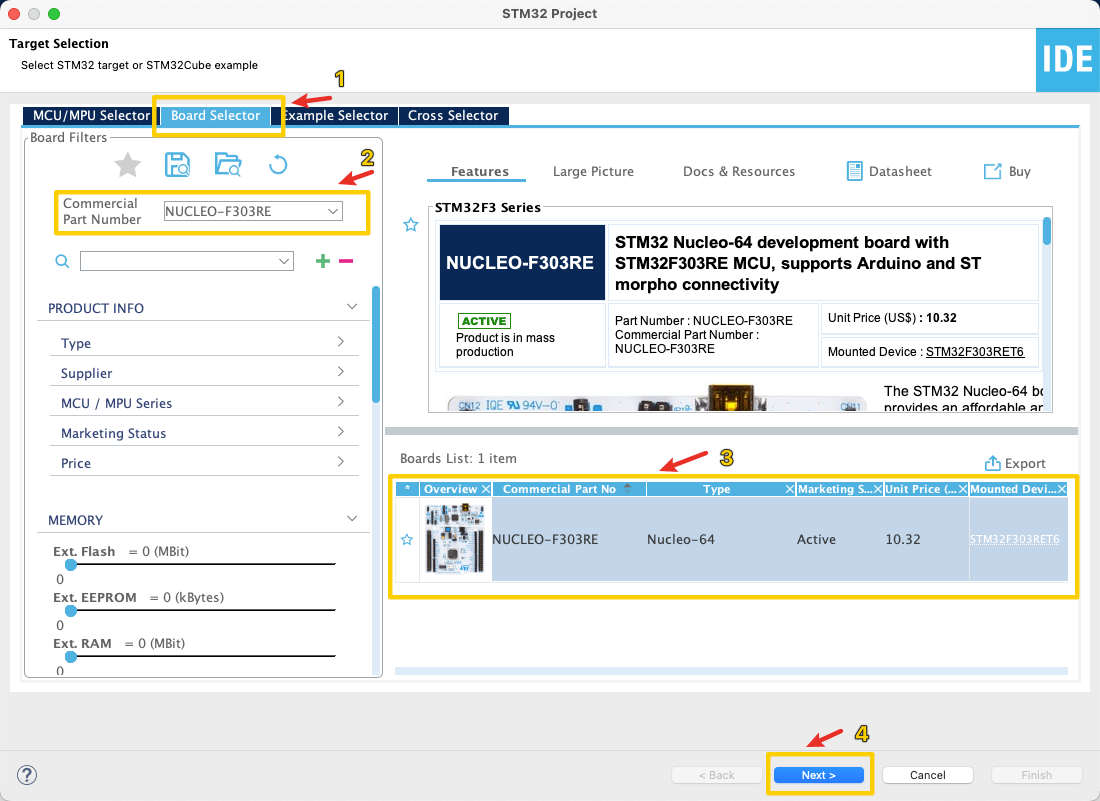 STM32 Project
Target Selection
Select STM32 target or STM32Cube example
IDE
1
MCU/MPU Selector
Board Selector
Example Selector
Cross Selector
Board Filters
2
Commercial
Part Number
NUCLEO-F303RE
PRODUCT INFO
Type
Supplier
MCU / MPU Series
Marketing Status
Price
MEMORY
Ext. Flash = 0 (MBit)
0
Ext. EEPROM = 0 (kBytes)
0
Ext. RAM = 0 (MBit)
0
Features
Large Picture
Docs & Resources
Datasheet
Buy
STM32F3 Series
NUCLEO-F303RE
STM32 Nucleo-64 development board with
STM32F303RE MCU, supports Arduino and ST
morpho connectivity
ACTIVE
Product is in mass
production
Part Number : NUCLEO-F303RE
Commercial Part Number :
NUCLEO-F303RE
Unit Price (US$) : 10.32
Mounted Device : STM32F303RET6
CN12 94V-0
CN11
The STM32 Nucleo-64 bo
provides an affordable an
Boards List: 1 item
3
Export
* Overview Commercial Part No Type Marketing S... Unit Price (... Mounted Devi...
NUCLEO-F303RE Nucleo-64 Active 10.32 STM32F303RET6
4
?
< Back
Next >
Cancel
Finish